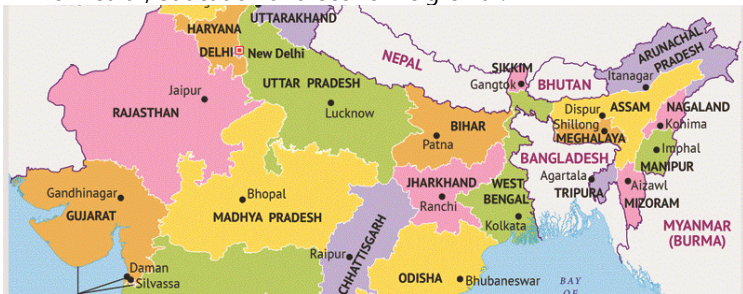 UTTARAKHAND
HARYANA
DELHI
New Delhi
NEPAL
SIKKIM
Gangtok
BHUTAN
ARUNACHAL
PRADESH
Itanagar
Jaipur
RAJASTHAN
UTTAR PRADESH
Lucknow
BIHAR
Patna
Dispur
ASSAM
Shillong
MEGHALAYA
NAGALAND
Kohima
Imphal
MANIPUR
BANGLADESH
Agartala
TRIPURA
Aizawl
MIZORAM
Gandhinagar
GUJARAT
Bhopal
MADHYA PRADESH
JHARKHAND
Ranchi
WEST
BENGAL
Kolkata
MYANMAR
(BURMA)
Raipur
CHHATTISGARH
ODISHA
Bhubaneswar
Daman
Silvassa
BAY
OF